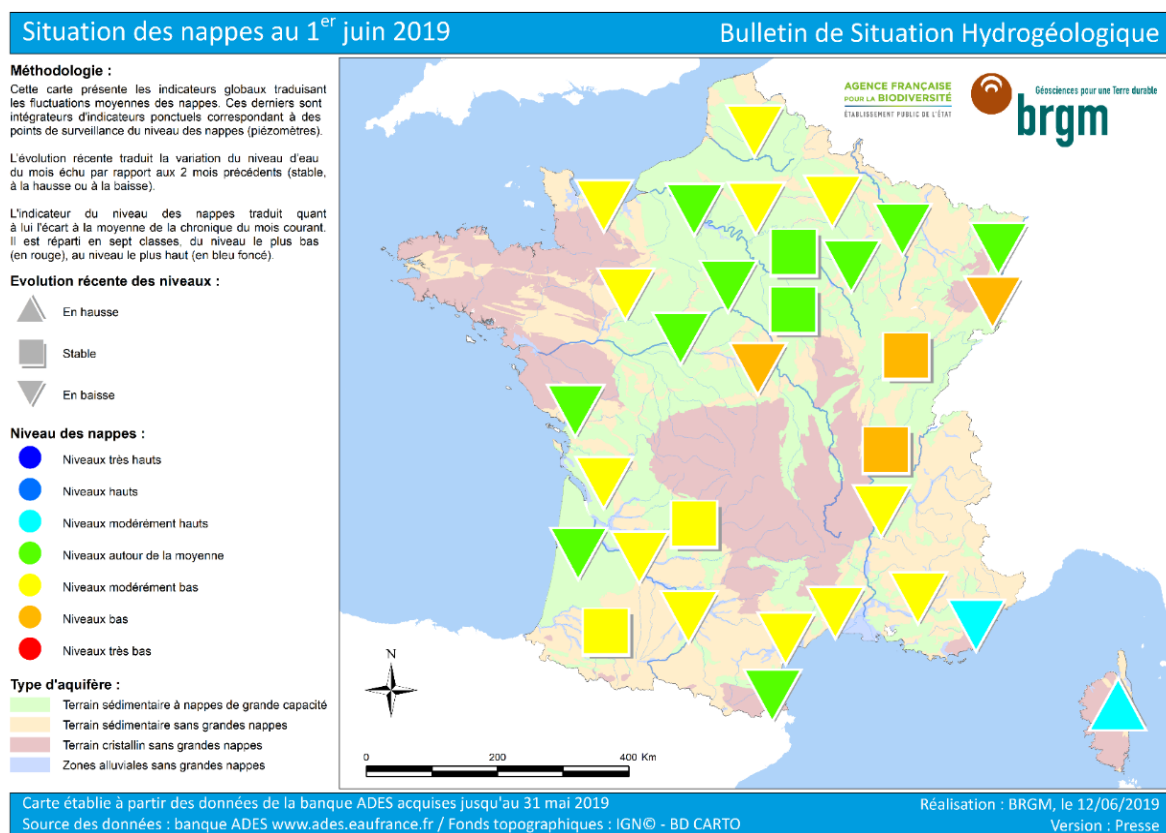 Situation des nappes au 1er juin 2019
Bulletin de Situation Hydrogéologique
Méthodologie :
Cette carte présente les indicateurs globaux traduisant
les fluctuations moyennes des nappes. Ces derniers sont
intégrateurs d'indicateurs ponctuels correspondant à des
points de surveillance du niveau des nappes (piézomètres).
L'évolution récente traduit la variation du niveau d'eau
du mois échu par rapport aux 2 mois précédents (stable,
à la hausse ou à la baisse).
L'indicateur du niveau des nappes traduit quant
à lui l'écart à la moyenne de la chronique du mois courant.
Il est réparti en sept classes, du niveau le plus bas
(en rouge), au niveau le plus haut (en bleu foncé).
Evolution récente des niveaux :
En hausse
Stable
En baisse
Niveau des nappes :
Niveaux très hauts
Niveaux hauts
Niveaux modérément hauts
Niveaux autour de la moyenne
Niveaux modérément bas
Niveaux bas
Niveaux très bas
Type d'aquifère :
Terrain sédimentaire à nappes de grande capacité
Terrain sédimentaire sans grandes nappes
Terrain cristallin sans grandes nappes
Zones alluviales sans grandes nappes
AGENCE FRANÇAISE
POUR LA BIODIVERSITÉ
ÉTABLISSEMENT PUBLIC DE L'ÉTAT
Géosciences pour une Terre durable
brgm
N
0 200 400 Km
Carte établie à partir des données de la banque ADES acquises jusqu'au 31 mai 2019
Source des données : banque ADES www.ades.eaufrance.fr / Fonds topographiques : IGN© - BD CARTO
Réalisation : BRGM, le 12/06/2019
Version : Presse